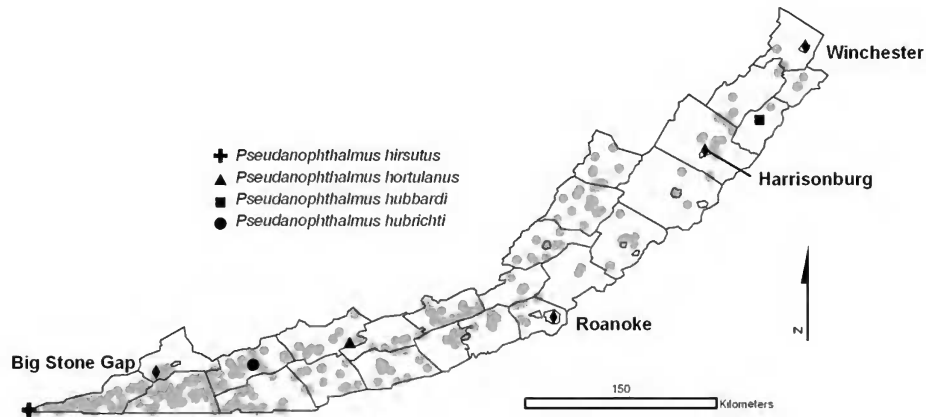 Winchester
Pseudanophthalmus hirsutus
Pseudanophthalmus hortulanus
Pseudanophthalmus hubbardi
Pseudanophthalmus hubrichti
Harrisonburg
Roanoke
Big Stone Gap
N
150
Kilometers